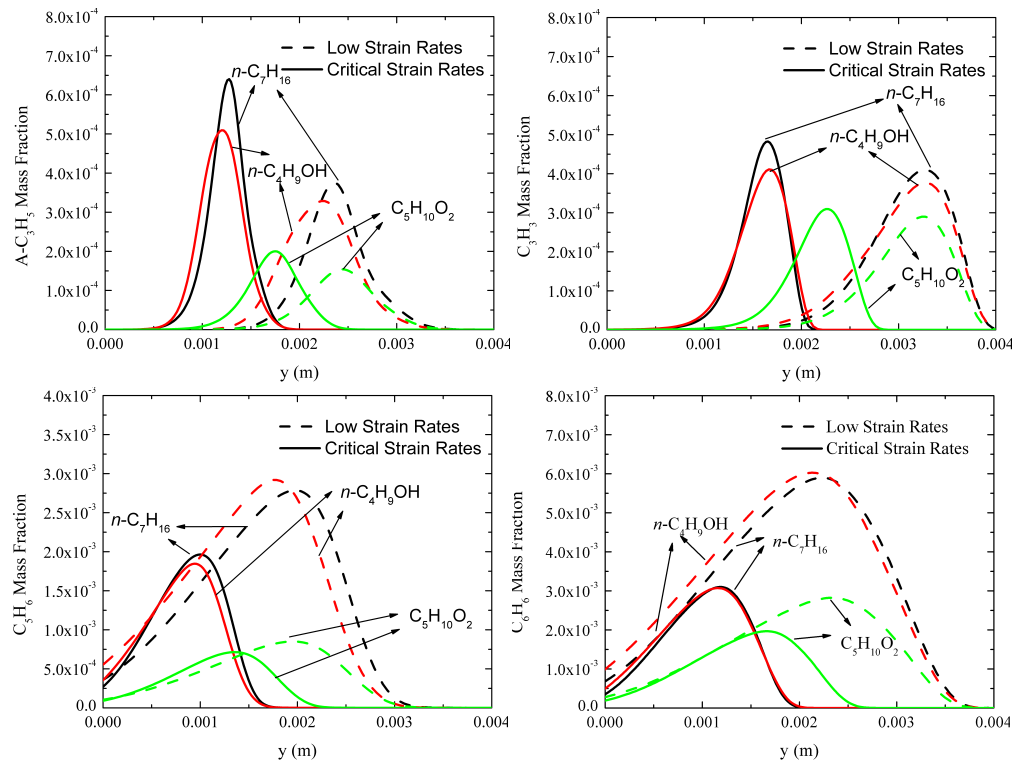 8.0x10⁻⁴
7.0x10⁻⁴
6.0x10⁻⁴
5.0x10⁻⁴
4.0x10⁻⁴
3.0x10⁻⁴
2.0x10⁻⁴
1.0x10⁻⁴
0.0
A-C₃H₅ Mass Fraction
Low Strain Rates
Critical Strain Rates
n-C₇H₁₆
n-C₄H₉OH
C₅H₁₀O₂
0.000 0.001 0.002 0.003 0.004
y (m)
8.0x10⁻⁴
7.0x10⁻⁴
6.0x10⁻⁴
5.0x10⁻⁴
4.0x10⁻⁴
3.0x10⁻⁴
2.0x10⁻⁴
1.0x10⁻⁴
0.0
C₃H₃ Mass Fraction
Low Strain Rates
Critical Strain Rates
n-C₇H₁₆
n-C₄H₉OH
C₅H₁₀O₂
0.000 0.001 0.002 0.003 0.004
y (m)
4.0x10⁻³
3.5x10⁻³
3.0x10⁻³
2.5x10⁻³
2.0x10⁻³
1.5x10⁻³
1.0x10⁻³
5.0x10⁻⁴
0.0
C₅H₆ Mass Fraction
Low Strain Rates
Critical Strain Rates
n-C₄H₉OH
n-C₇H₁₆
C₅H₁₀O₂
0.000 0.001 0.002 0.003 0.004
y (m)
8.0x10⁻³
7.0x10⁻³
6.0x10⁻³
5.0x10⁻³
4.0x10⁻³
3.0x10⁻³
2.0x10⁻³
1.0x10⁻³
0.0
C₆H₆ Mass Fraction
Low Strain Rates
Critical Strain Rates
n-C₄H₉OH
n-C₇H₁₆
C₅H₁₀O₂
0.000 0.001 0.002 0.003 0.004
y (m)